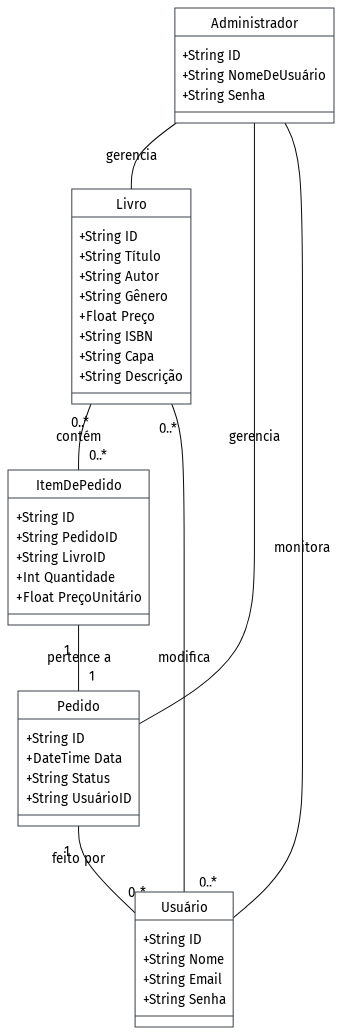 Administrador
+String ID
+String NomeDeUsuário
+String Senha
gerencia
Livro
+String ID
+String Título
+String Autor
+String Gênero
+Float Preço
+String ISBN
+String Capa
+String Descrição
0..*
0..*
contém
gerencia
0..*
ItemDePedido
+String ID
+String PedidoID
+String LivroID
+Int Quantidade
+Float PreçoUnitário
monitora
1
pertence a
modifica
1
Pedido
+String ID
+DateTime Data
+String Status
+String UsuárioID
1
feito por
0..*
0..*
Usuário
+String ID
+String Nome
+String Email
+String Senha